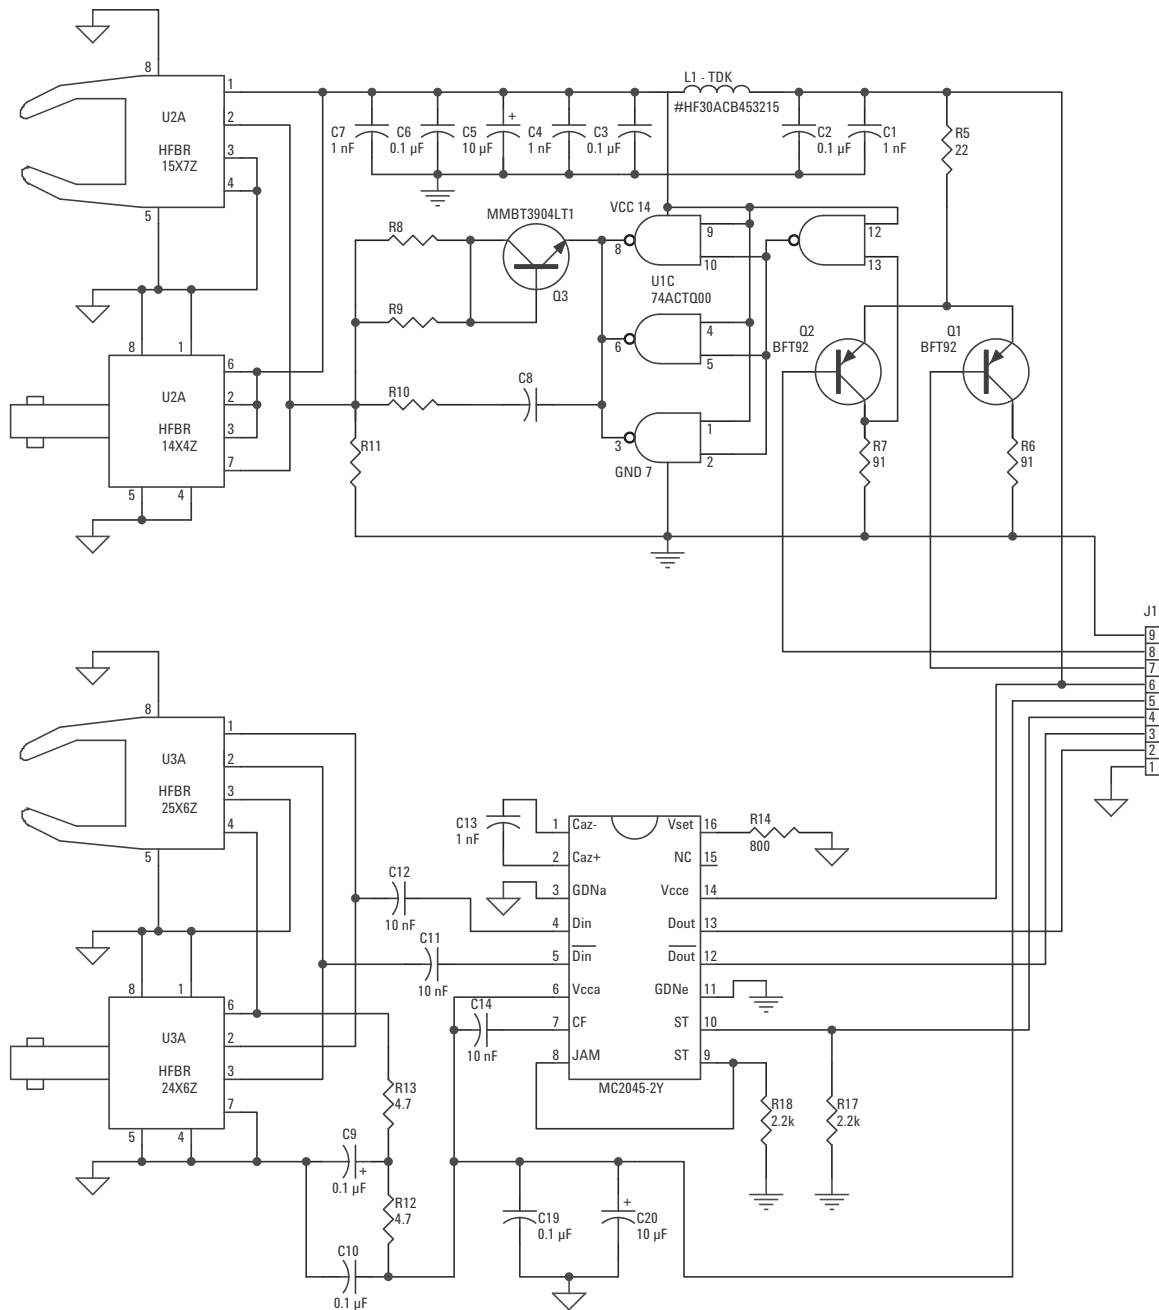 8
1
U2A
2
HFBR
15X7Z
3
4
5
8
1
6
U2A
2
HFBR
14X4Z
3
7
5
4
L1 - TDK
#HF30ACB453215
C7
1 nF
C6
0.1 µF
C5
10 µF
+
C4
1 nF
C3
0.1 µF
C2
0.1 µF
C1
1 nF
R5
22
MMBT3904LT1
Q3
R8
R9
R10
C8
R11
VCC 14
8
9
10
U1C
74ACTQ00
12
13
6
4
5
3
1
2
GND 7
Q2
BFT92
Q1
BFT92
R7
91
R6
91
J1
9
8
7
6
5
4
3
2
1
8
1
U3A
2
HFBR
25X6Z
3
4
5
8
1
6
U3A
2
HFBR
24X6Z
3
7
5
4
C13
1 nF
C12
10 nF
C11
10 nF
C14
10 nF
1 Caz- Vset 16
2 Caz+ NC 15
3 GDNa Vcce 14
4 Din Dout 13
5 Din Dout 12
6 Vcca GDNe 11
7 CF ST 10
8 JAM ST 9
MC2045-2Y
R14
800
R13
4.7
C9
+
0.1 µF
R12
4.7
C10
0.1 µF
C19
0.1 µF
+
C20
10 µF
R18
2.2k
R17
2.2k